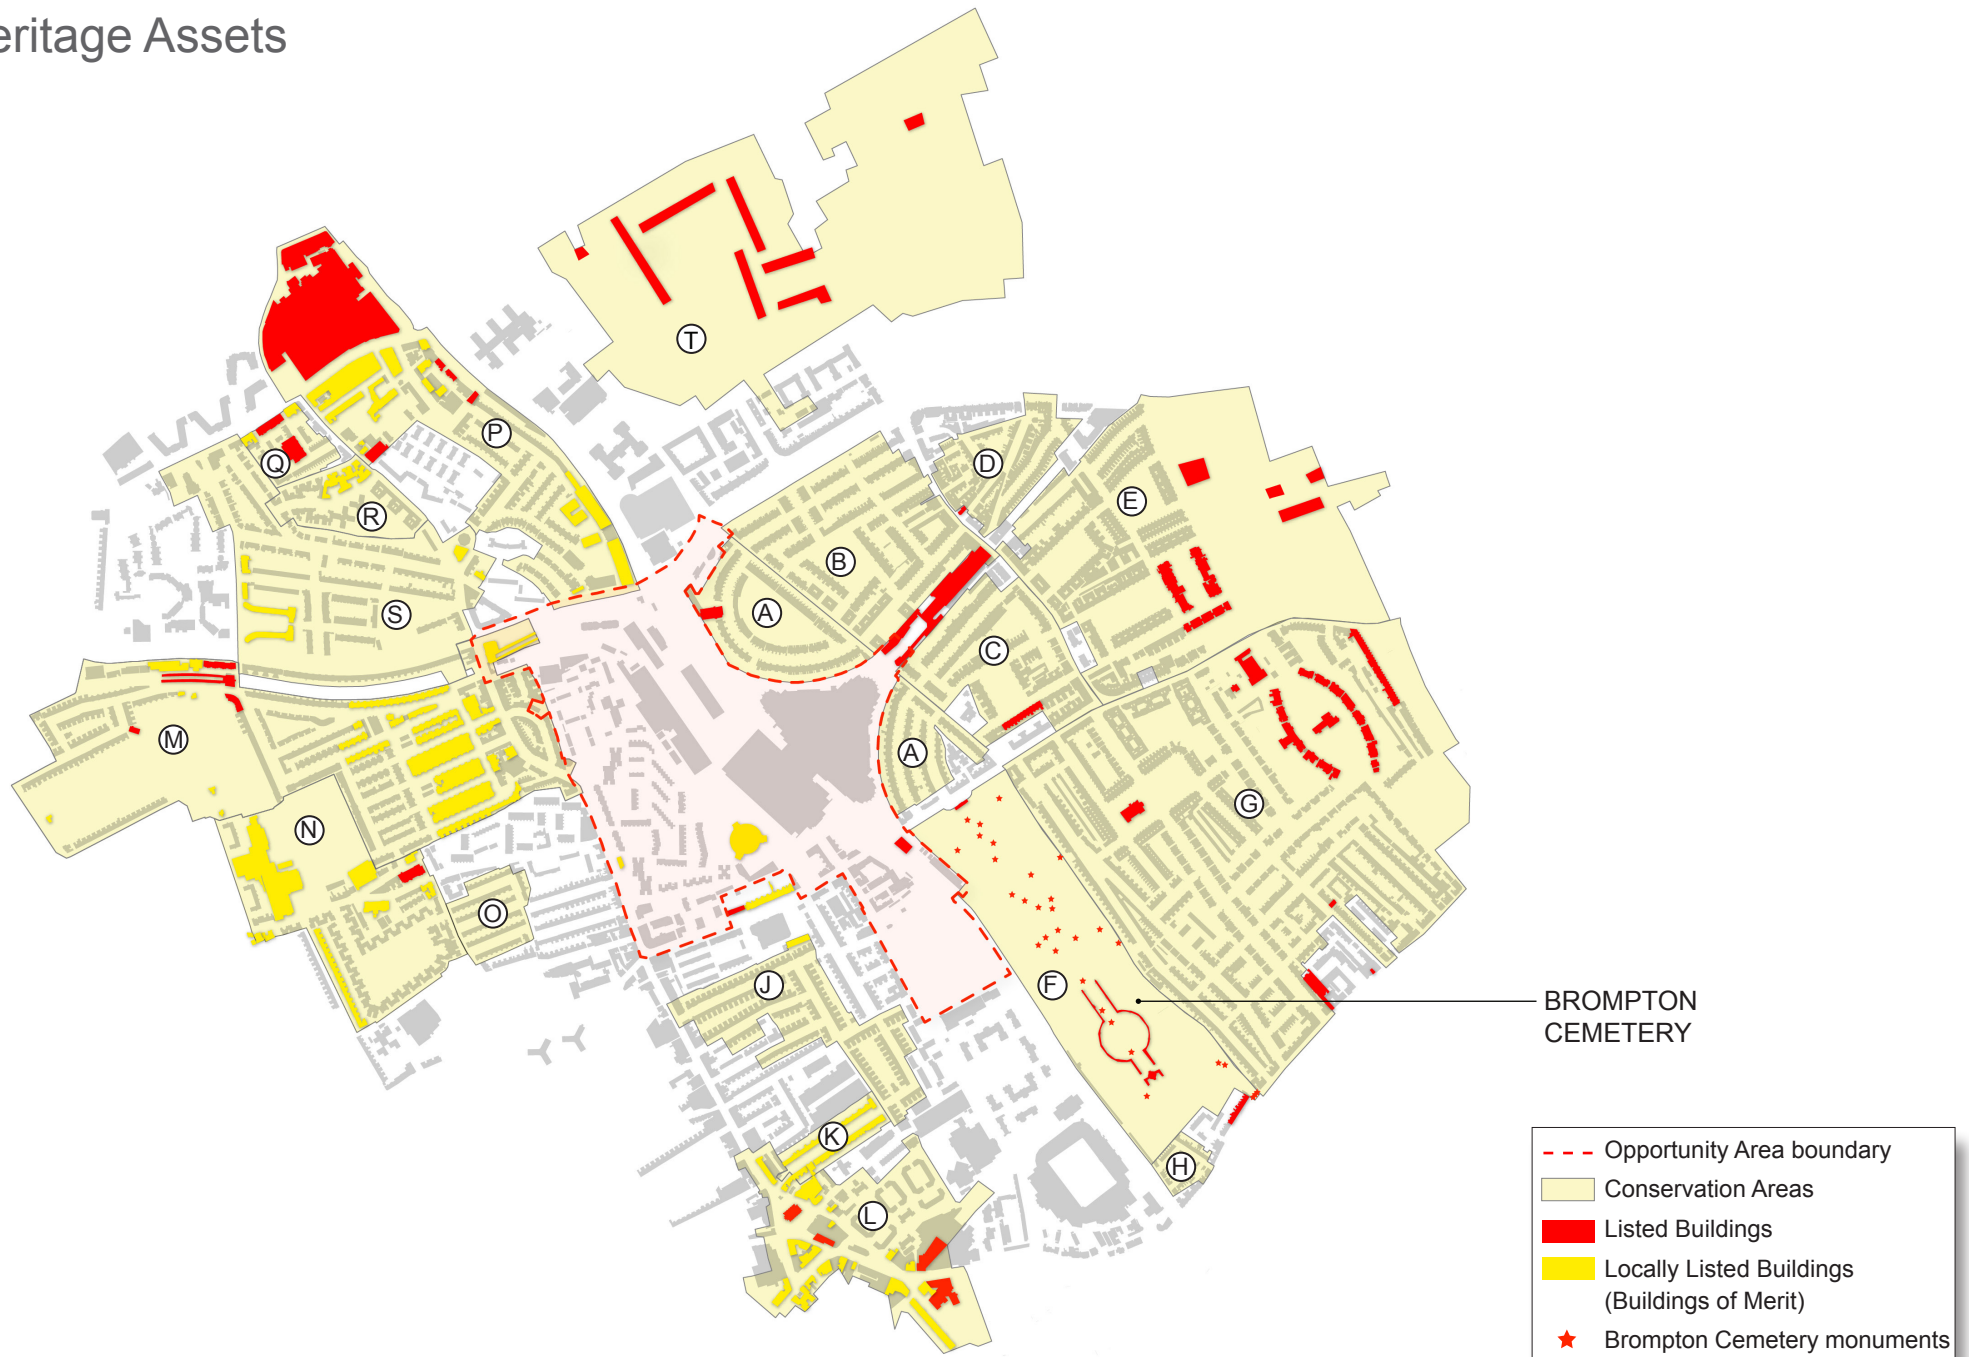 eritage Assets
T
P
Q
D
R
E
B
A
S
C
M
A
G
N
O
J
F
BROMPTON
CEMETERY
K
H
L
Opportunity Area boundary
Conservation Areas
Listed Buildings
Locally Listed Buildings
(Buildings of Merit)
Brompton Cemetery monuments